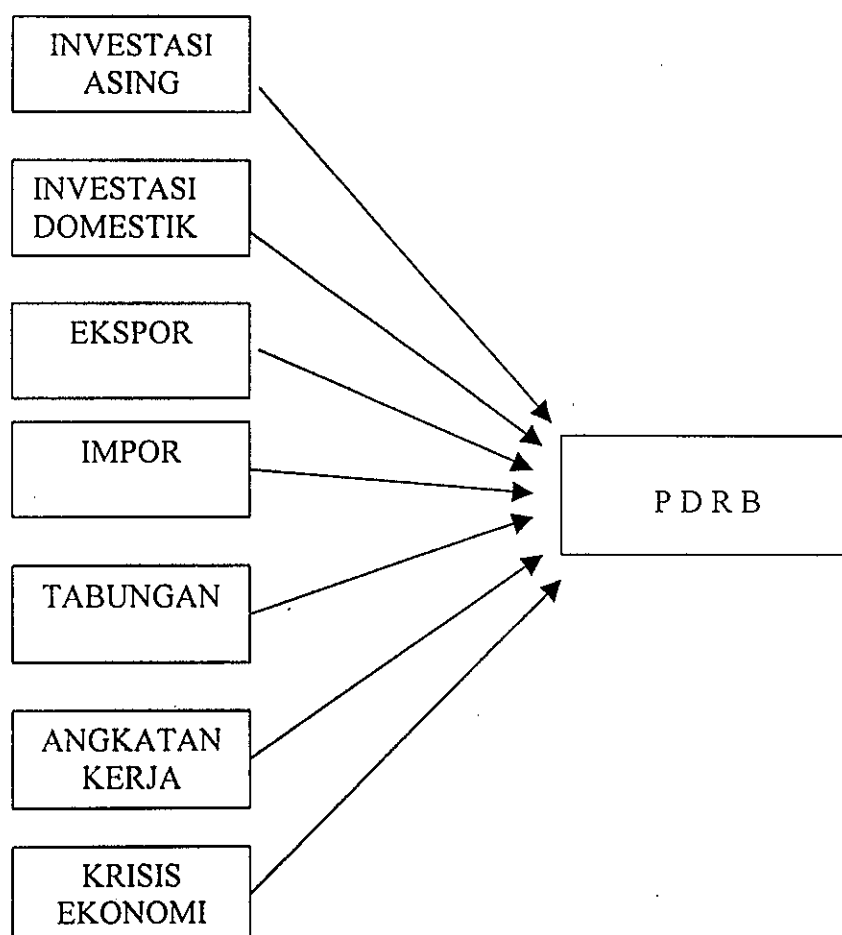 INVESTASI
ASING
INVESTASI
DOMESTIK
EKSPOR
IMPOR
P D R B
TABUNGAN
ANGKATAN
KERJA
KRISIS
EKONOMI